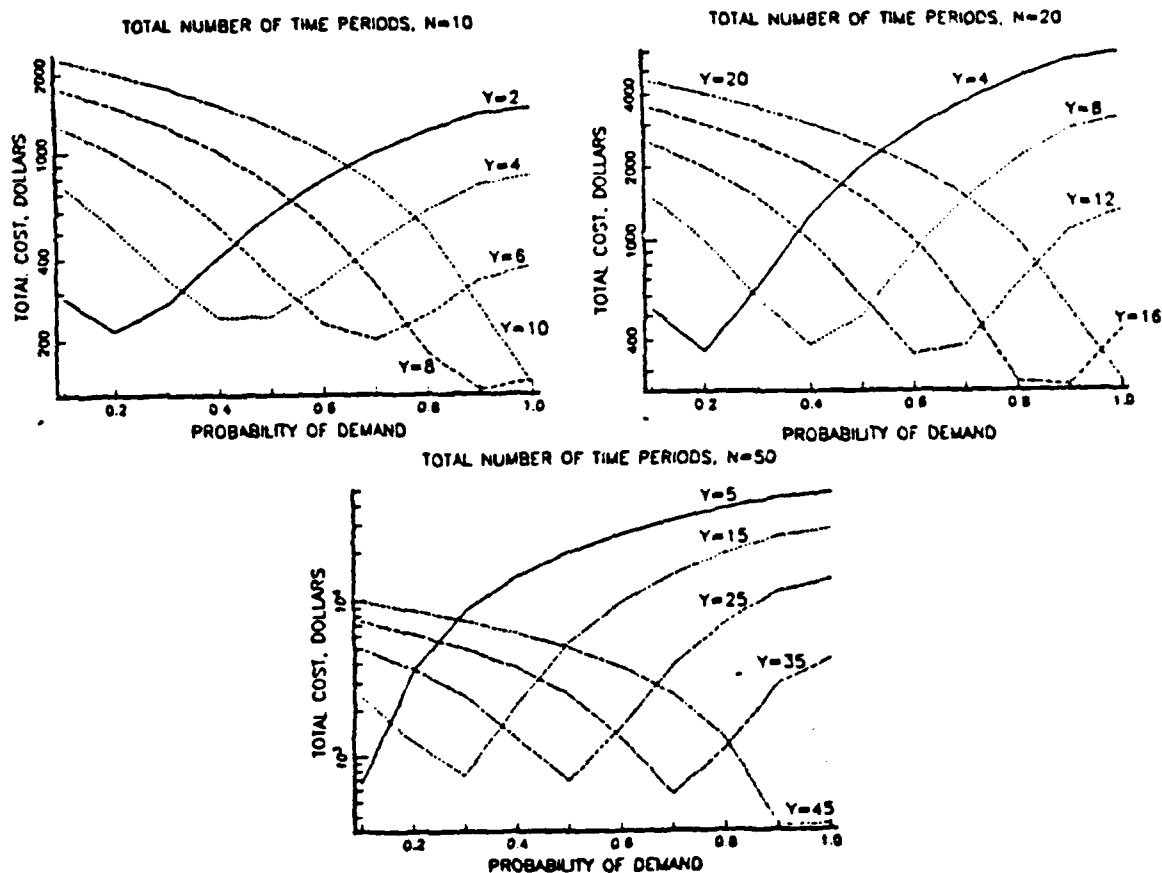 TOTAL NUMBER OF TIME PERIODS, N=10
TOTAL COST, DOLLARS
2000
1000
400
200
Y=2
Y=4
Y=6
Y=10
Y=8
0.2
0.4
0.6
0.8
1.0
PROBABILITY OF DEMAND
TOTAL NUMBER OF TIME PERIODS, N=20
TOTAL COST, DOLLARS
4000
2000
1000
400
Y=20
Y=4
Y=8
Y=12
Y=16
0.2
0.4
0.6
0.8
1.0
PROBABILITY OF DEMAND
TOTAL NUMBER OF TIME PERIODS, N=50
TOTAL COST, DOLLARS
10⁴
10³
Y=5
Y=15
Y=25
Y=35
Y=45
0.2
0.4
0.6
0.8
1.0
PROBABILITY OF DEMAND